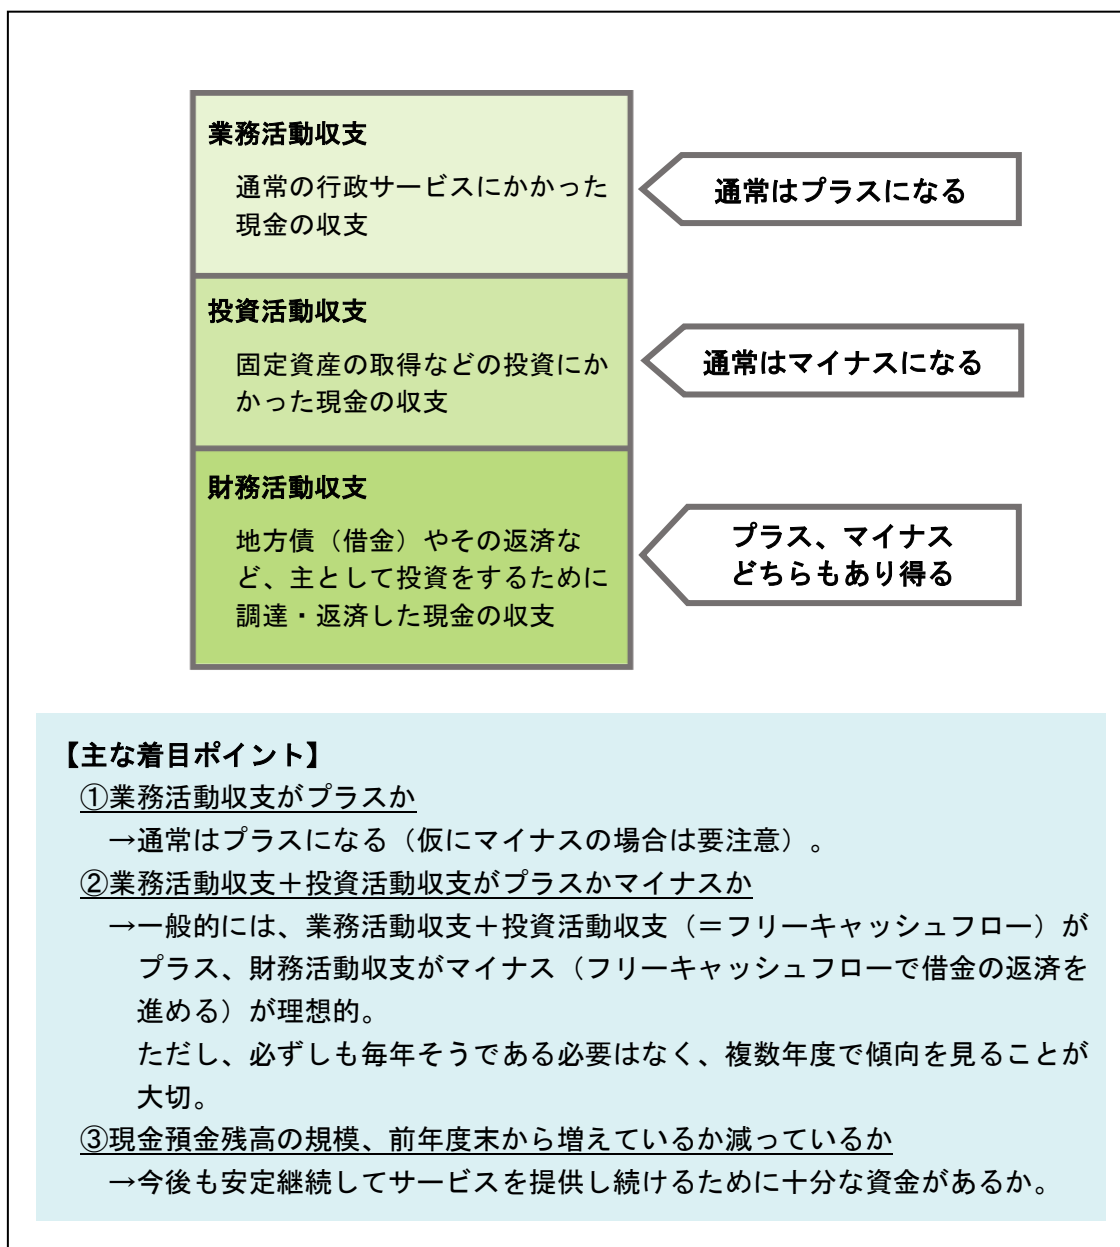 業務活動収支
通常の行政サービスにかかった
現金の収支
通常はプラスになる
投資活動収支
固定資産の取得などの投資にか
かった現金の収支
通常はマイナスになる
財務活動収支
地方債（借金）やその返済な
ど、主として投資をするために
調達・返済した現金の収支
プラス、マイナス
どちらもあり得る
【主な着目ポイント】
①業務活動収支がプラスか
→通常はプラスになる（仮にマイナスの場合は要注意）。
②業務活動収支＋投資活動収支がプラスかマイナスか
→一般的には、業務活動収支＋投資活動収支（＝フリーキャッシュフロー）が
プラス、財務活動収支がマイナス（フリーキャッシュフローで借金の返済を
進める）が理想的。
ただし、必ずしも毎年そうである必要はなく、複数年度で傾向を見ることが
大切。
③現金預金残高の規模、前年度末から増えているか減っているか
→今後も安定継続してサービスを提供し続けるために十分な資金があるか。